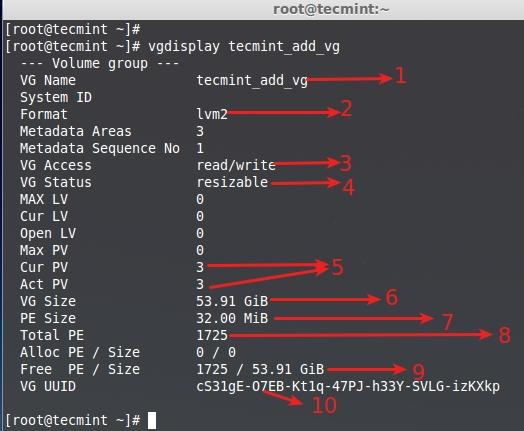 root@tecmint:~
[root@tecmint ~]#
[root@tecmint ~]# vgdisplay tecmint_add_vg
--- Volume group ---
VG Name tecmint_add_vg 1
System ID
Format lvm2 2
Metadata Areas 3
Metadata Sequence No 1
VG Access read/write 3
VG Status resizable 4
MAX LV 0
Cur LV 0
Open LV 0
Max PV 0
Cur PV 3 5
Act PV 3
VG Size 53.91 GiB 6
PE Size 32.00 MiB 7
Total PE 1725 8
Alloc PE / Size 0 / 0
Free PE / Size 1725 / 53.91 GiB 9
VG UUID cS31gE-O7EB-Kt1q-47PJ-h33Y-SVLG-izKXkp
10
[root@tecmint ~]#